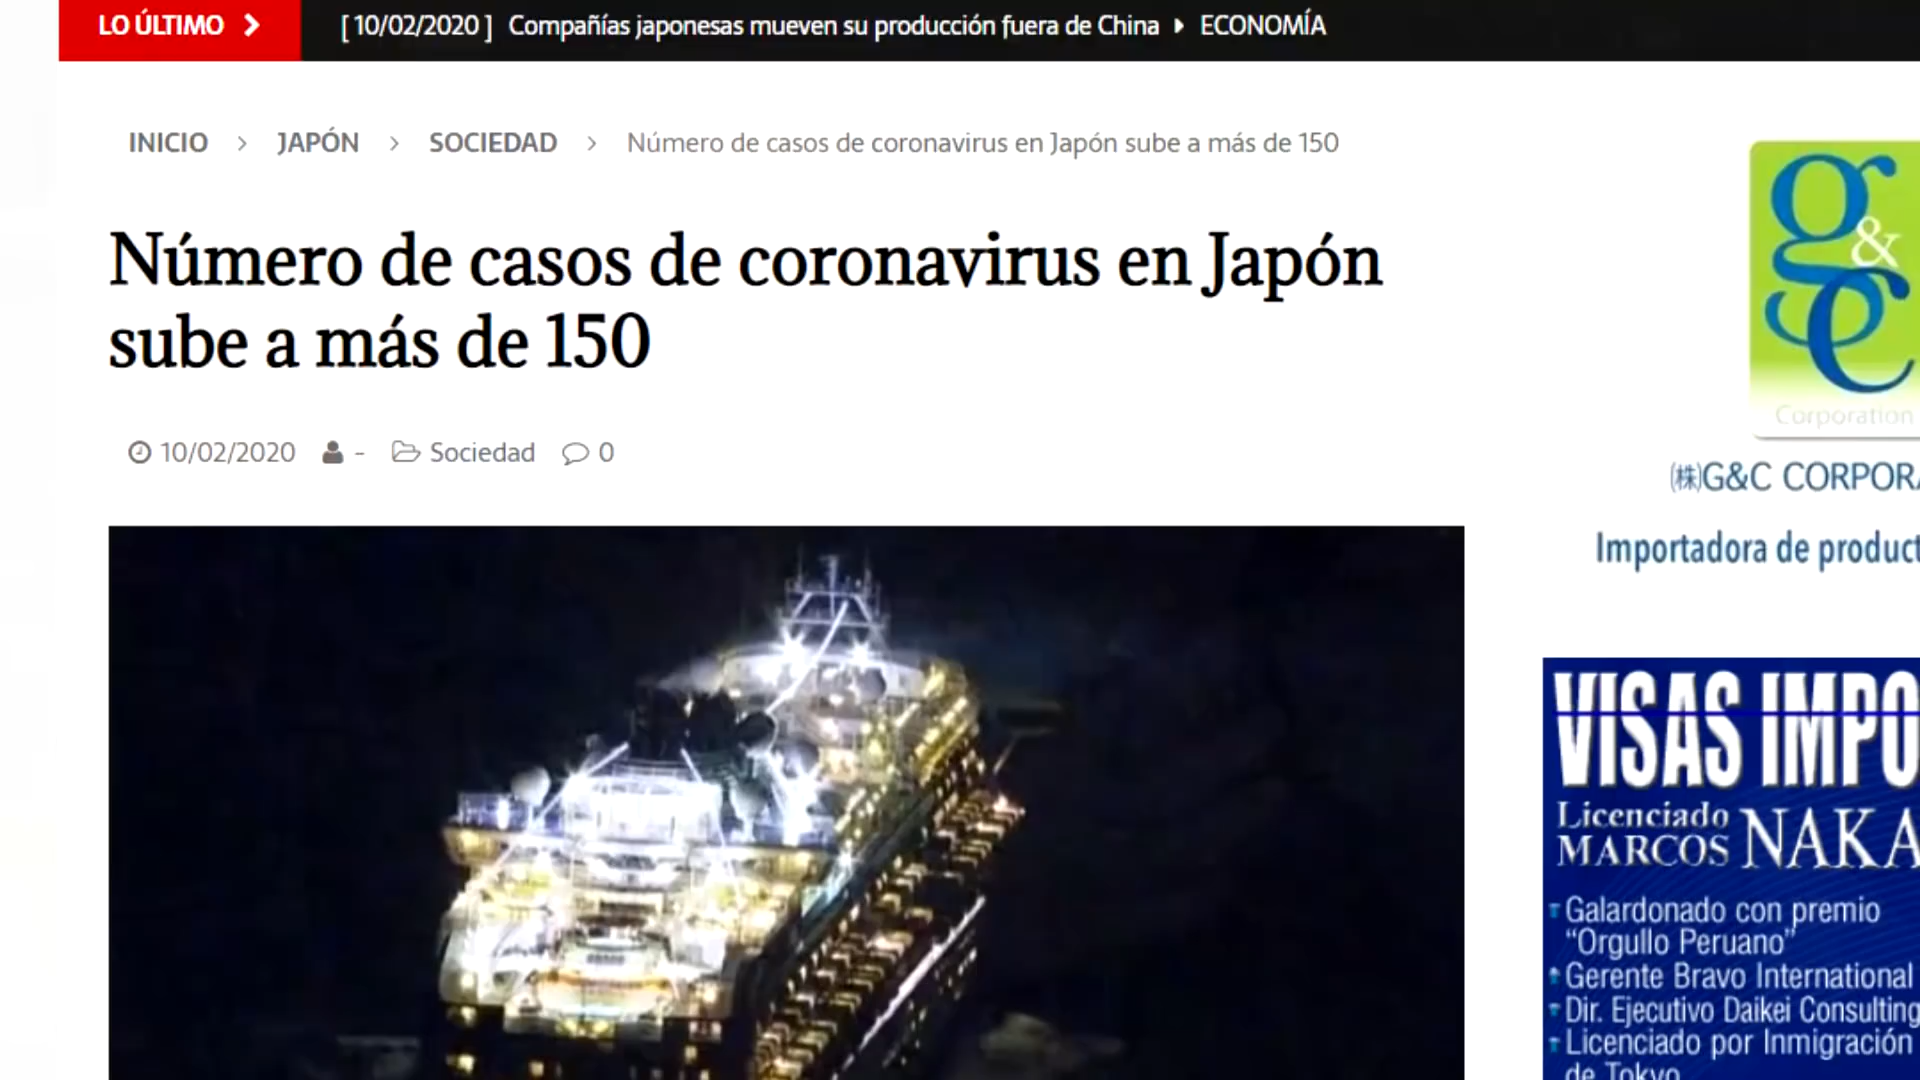 LO ÚLTIMO
[ 10/02/2020 ] Compañías japonesas mueven su producción fuera de China ECONOMÍA
INICIO > JAPÓN > SOCIEDAD > Número de casos de coronavirus en Japón sube a más de 150
Número de casos de coronavirus en Japón
sube a más de 150
10/02/2020 - Sociedad 0
g&c
Corporation
㈱G&C CORPORA
Importadora de product
VISAS IMPO
Licenciado
MARCOS NAKA
Galardonado con premio
“Orgullo Peruano”
Gerente Bravo International
Dir. Ejecutivo Daikei Consulting
Licenciado por Inmigración
de Tokyo